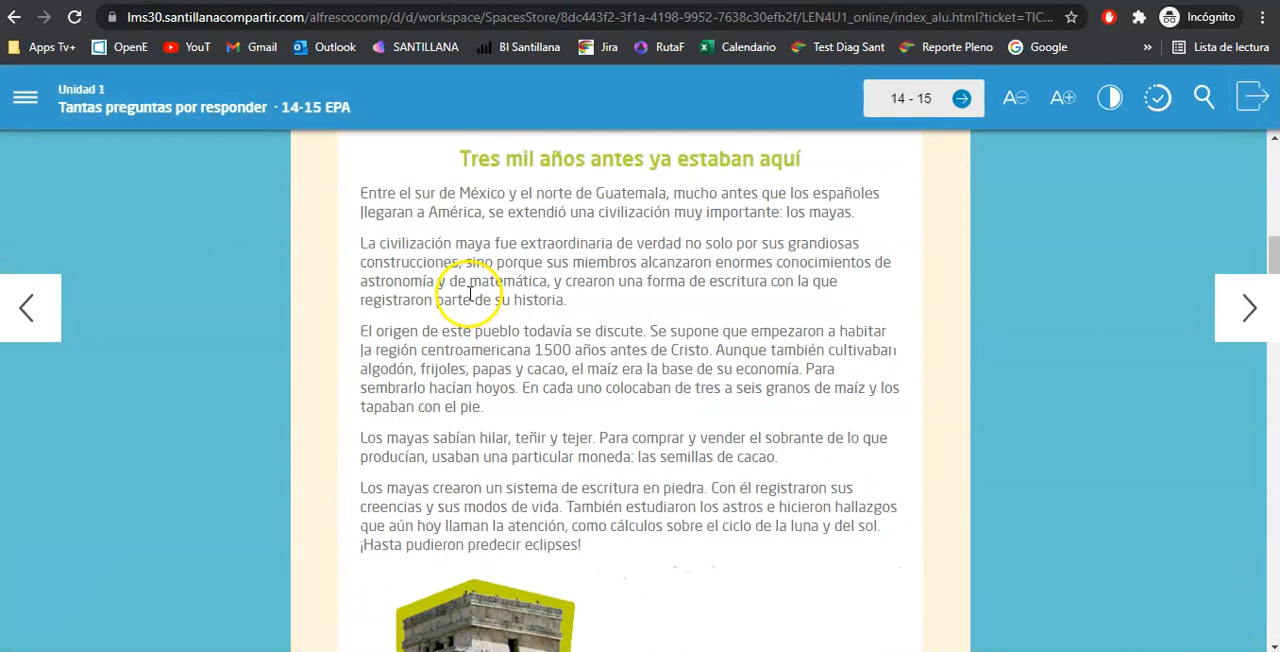 lms30.santillanacompartir.com/alfrescocomp/d/d/workspace/SpacesStore/8dc443f2-3f1a-4198-9952-7638c30efb2f/LEN4U1_online/index_alu.html?ticket=TIC...
Incógnito
Apps Tv+ OpenE YouT Gmail Outlook SANTILLANA BI Santillana Jira RutaF Calendario Test Diag Sant Reporte Pleno Google » Lista de lectura
Unidad 1
Tantas preguntas por responder · 14-15 EPA
14 - 15
A- A+
Tres mil años antes ya estaban aquí
Entre el sur de México y el norte de Guatemala, mucho antes que los españoles
llegaran a América, se extendió una civilización muy importante: los mayas.
La civilización maya fue extraordinaria de verdad no solo por sus grandiosas
construcciones, sino porque sus miembros alcanzaron enormes conocimientos de
astronomía y de matemática, y crearon una forma de escritura con la que
registraron parte de su historia.
El origen de este pueblo todavía se discute. Se supone que empezaron a habitar
la región centroamericana 1500 años antes de Cristo. Aunque también cultivaban
algodón, frijoles, papas y cacao, el maíz era la base de su economía. Para
sembrarlo hacían hoyos. En cada uno colocaban de tres a seis granos de maíz y los
tapaban con el pie.
Los mayas sabían hilar, teñir y tejer. Para comprar y vender el sobrante de lo que
producían, usaban una particular moneda: las semillas de cacao.
Los mayas crearon un sistema de escritura en piedra. Con él registraron sus
creencias y sus modos de vida. También estudiaron los astros e hicieron hallazgos
que aún hoy llaman la atención, como cálculos sobre el ciclo de la luna y del sol.
¡Hasta pudieron predecir eclipses!